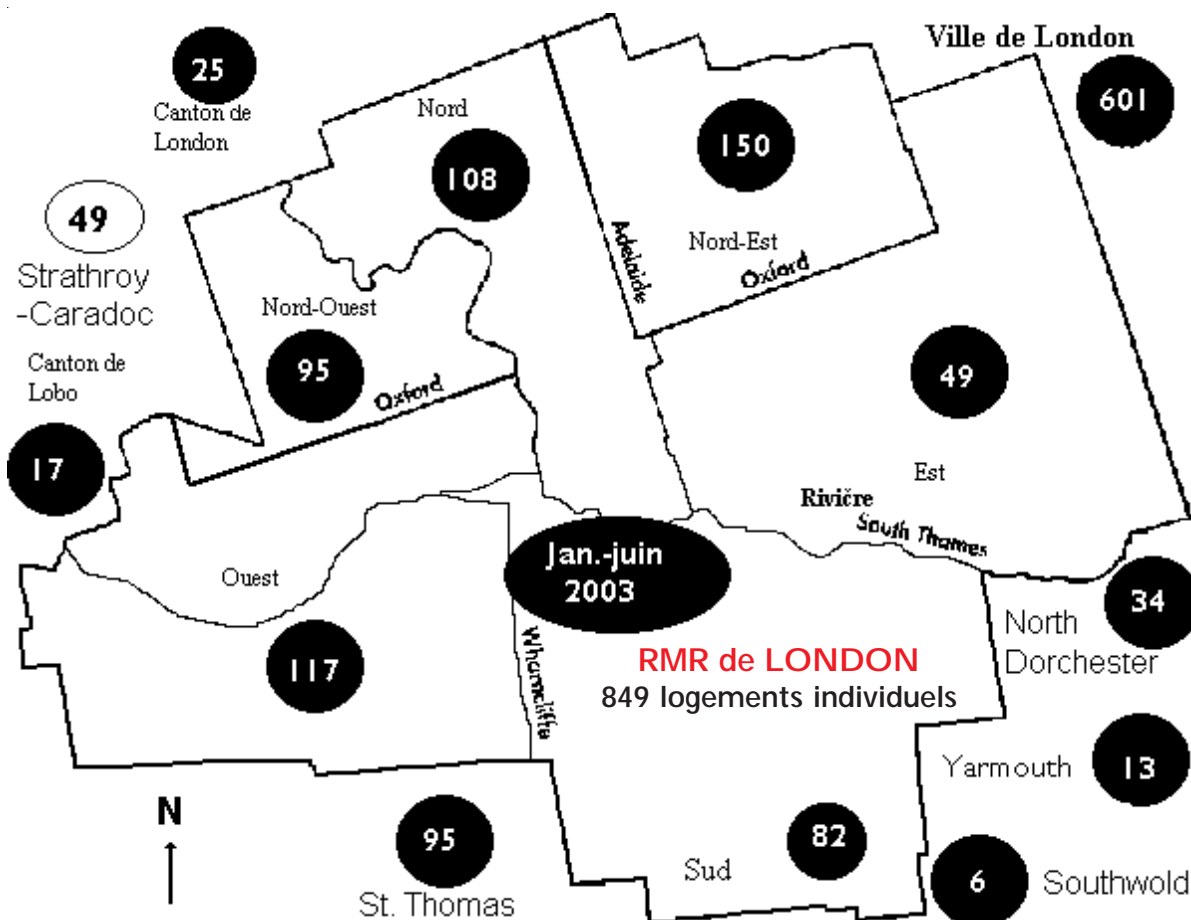 Ville de London
601
25
Canton de
London
Nord
108
150
Nord-Est
Adelaide
Oxford
49
Strathroy
-Caradoc
Nord-Ouest
95
Oxford
Canton de
Lobo
17
49
Est
Rivičre
South Thames
Jan.-juin
2003
Ouest
117
Wharncliffe
RMR de LONDON
849 logements individuels
34
North
Dorchester
Yarmouth
13
N
95
St. Thomas
82
Sud
6
Southwold